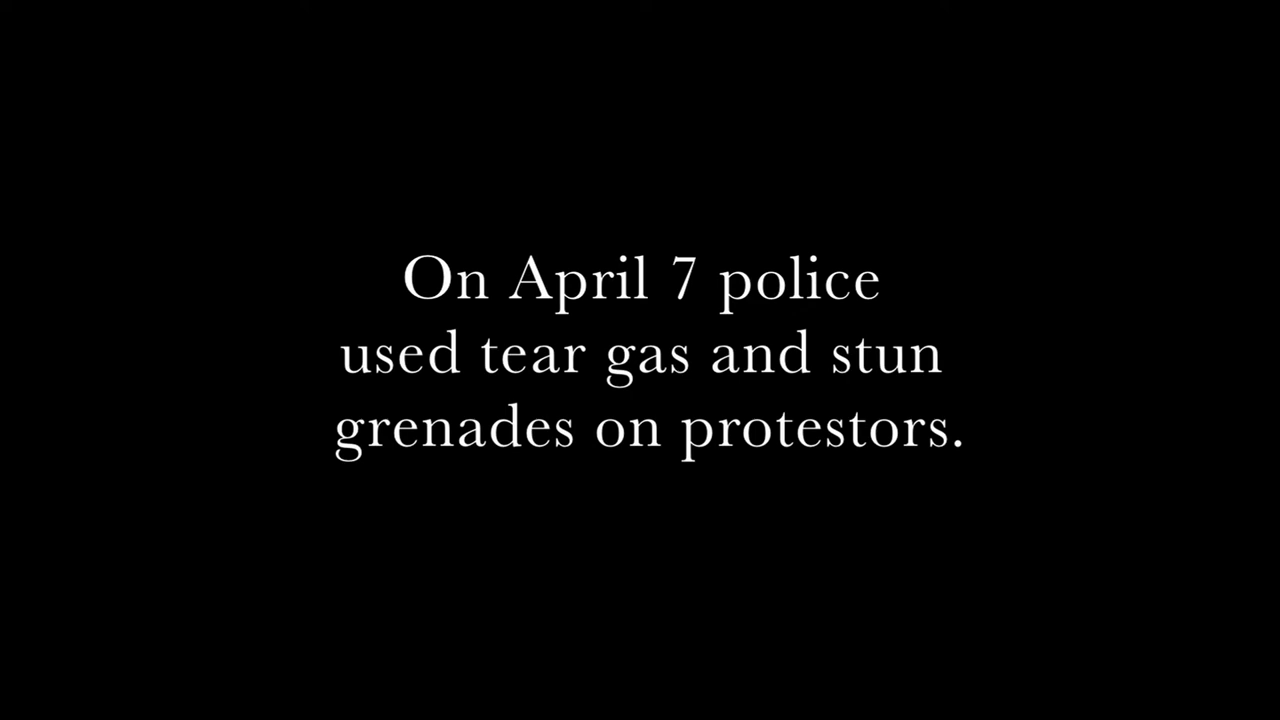 On April 7 police
used tear gas and stun
grenades on protestors.